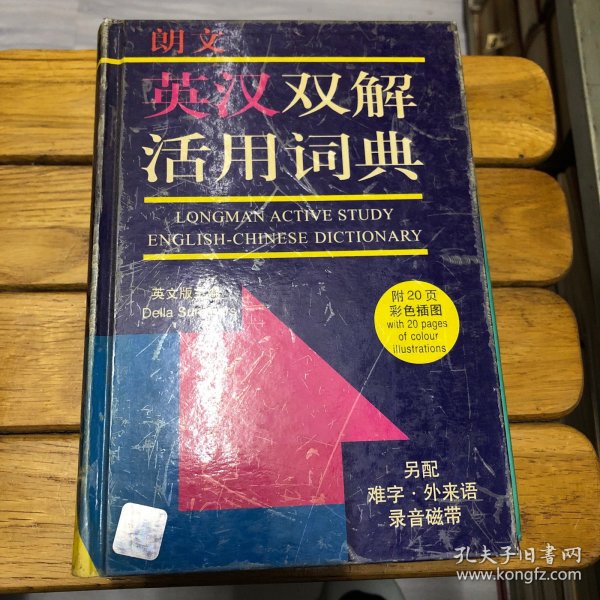 朗文
英汉双解
活用词典
LONGMAN ACTIVE STUDY
ENGLISH-CHINESE DICTIONARY
英文版
Della
附20页
彩色插图
with 20 pages
of colour
illustrations
另配
难字·外来语
录音磁带
孔夫子旧书网
www.kongfz.com